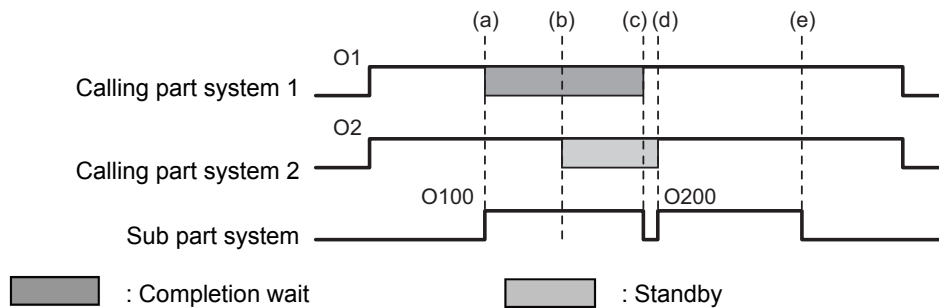 (a) (b) (c) (d) (e)
O1
Calling part system 1
O2
Calling part system 2
O100 O200
Sub part system
: Completion wait : Standby